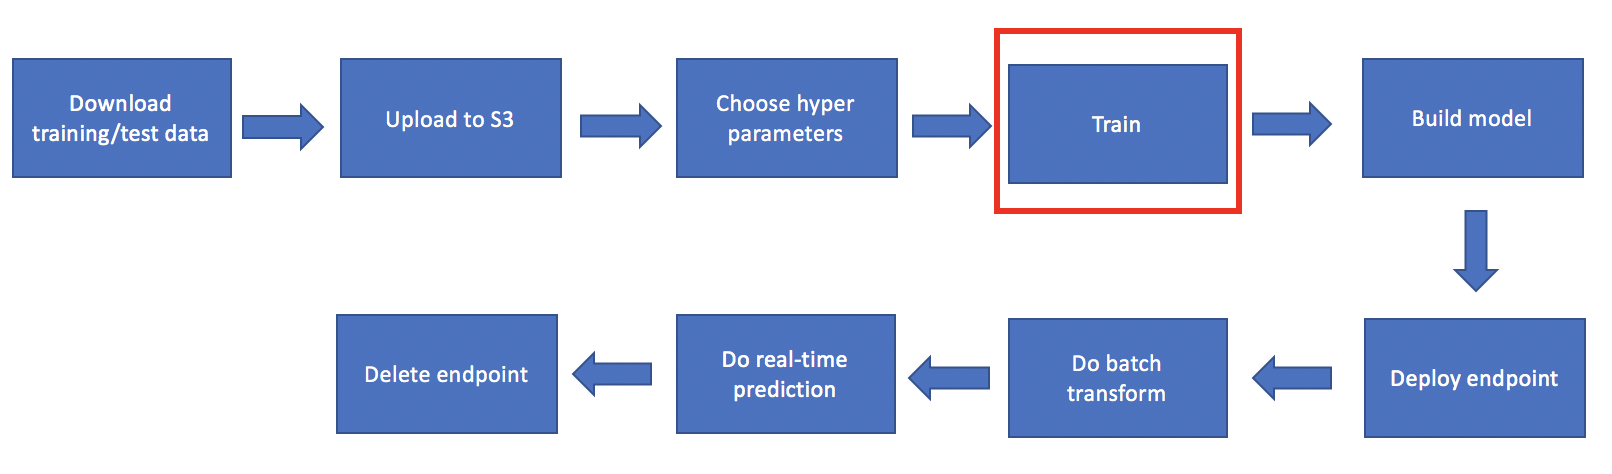 Download
training/test data
Upload to S3
Choose hyper
parameters
Train
Build model
Deploy endpoint
Do batch
transform
Do real-time
prediction
Delete endpoint